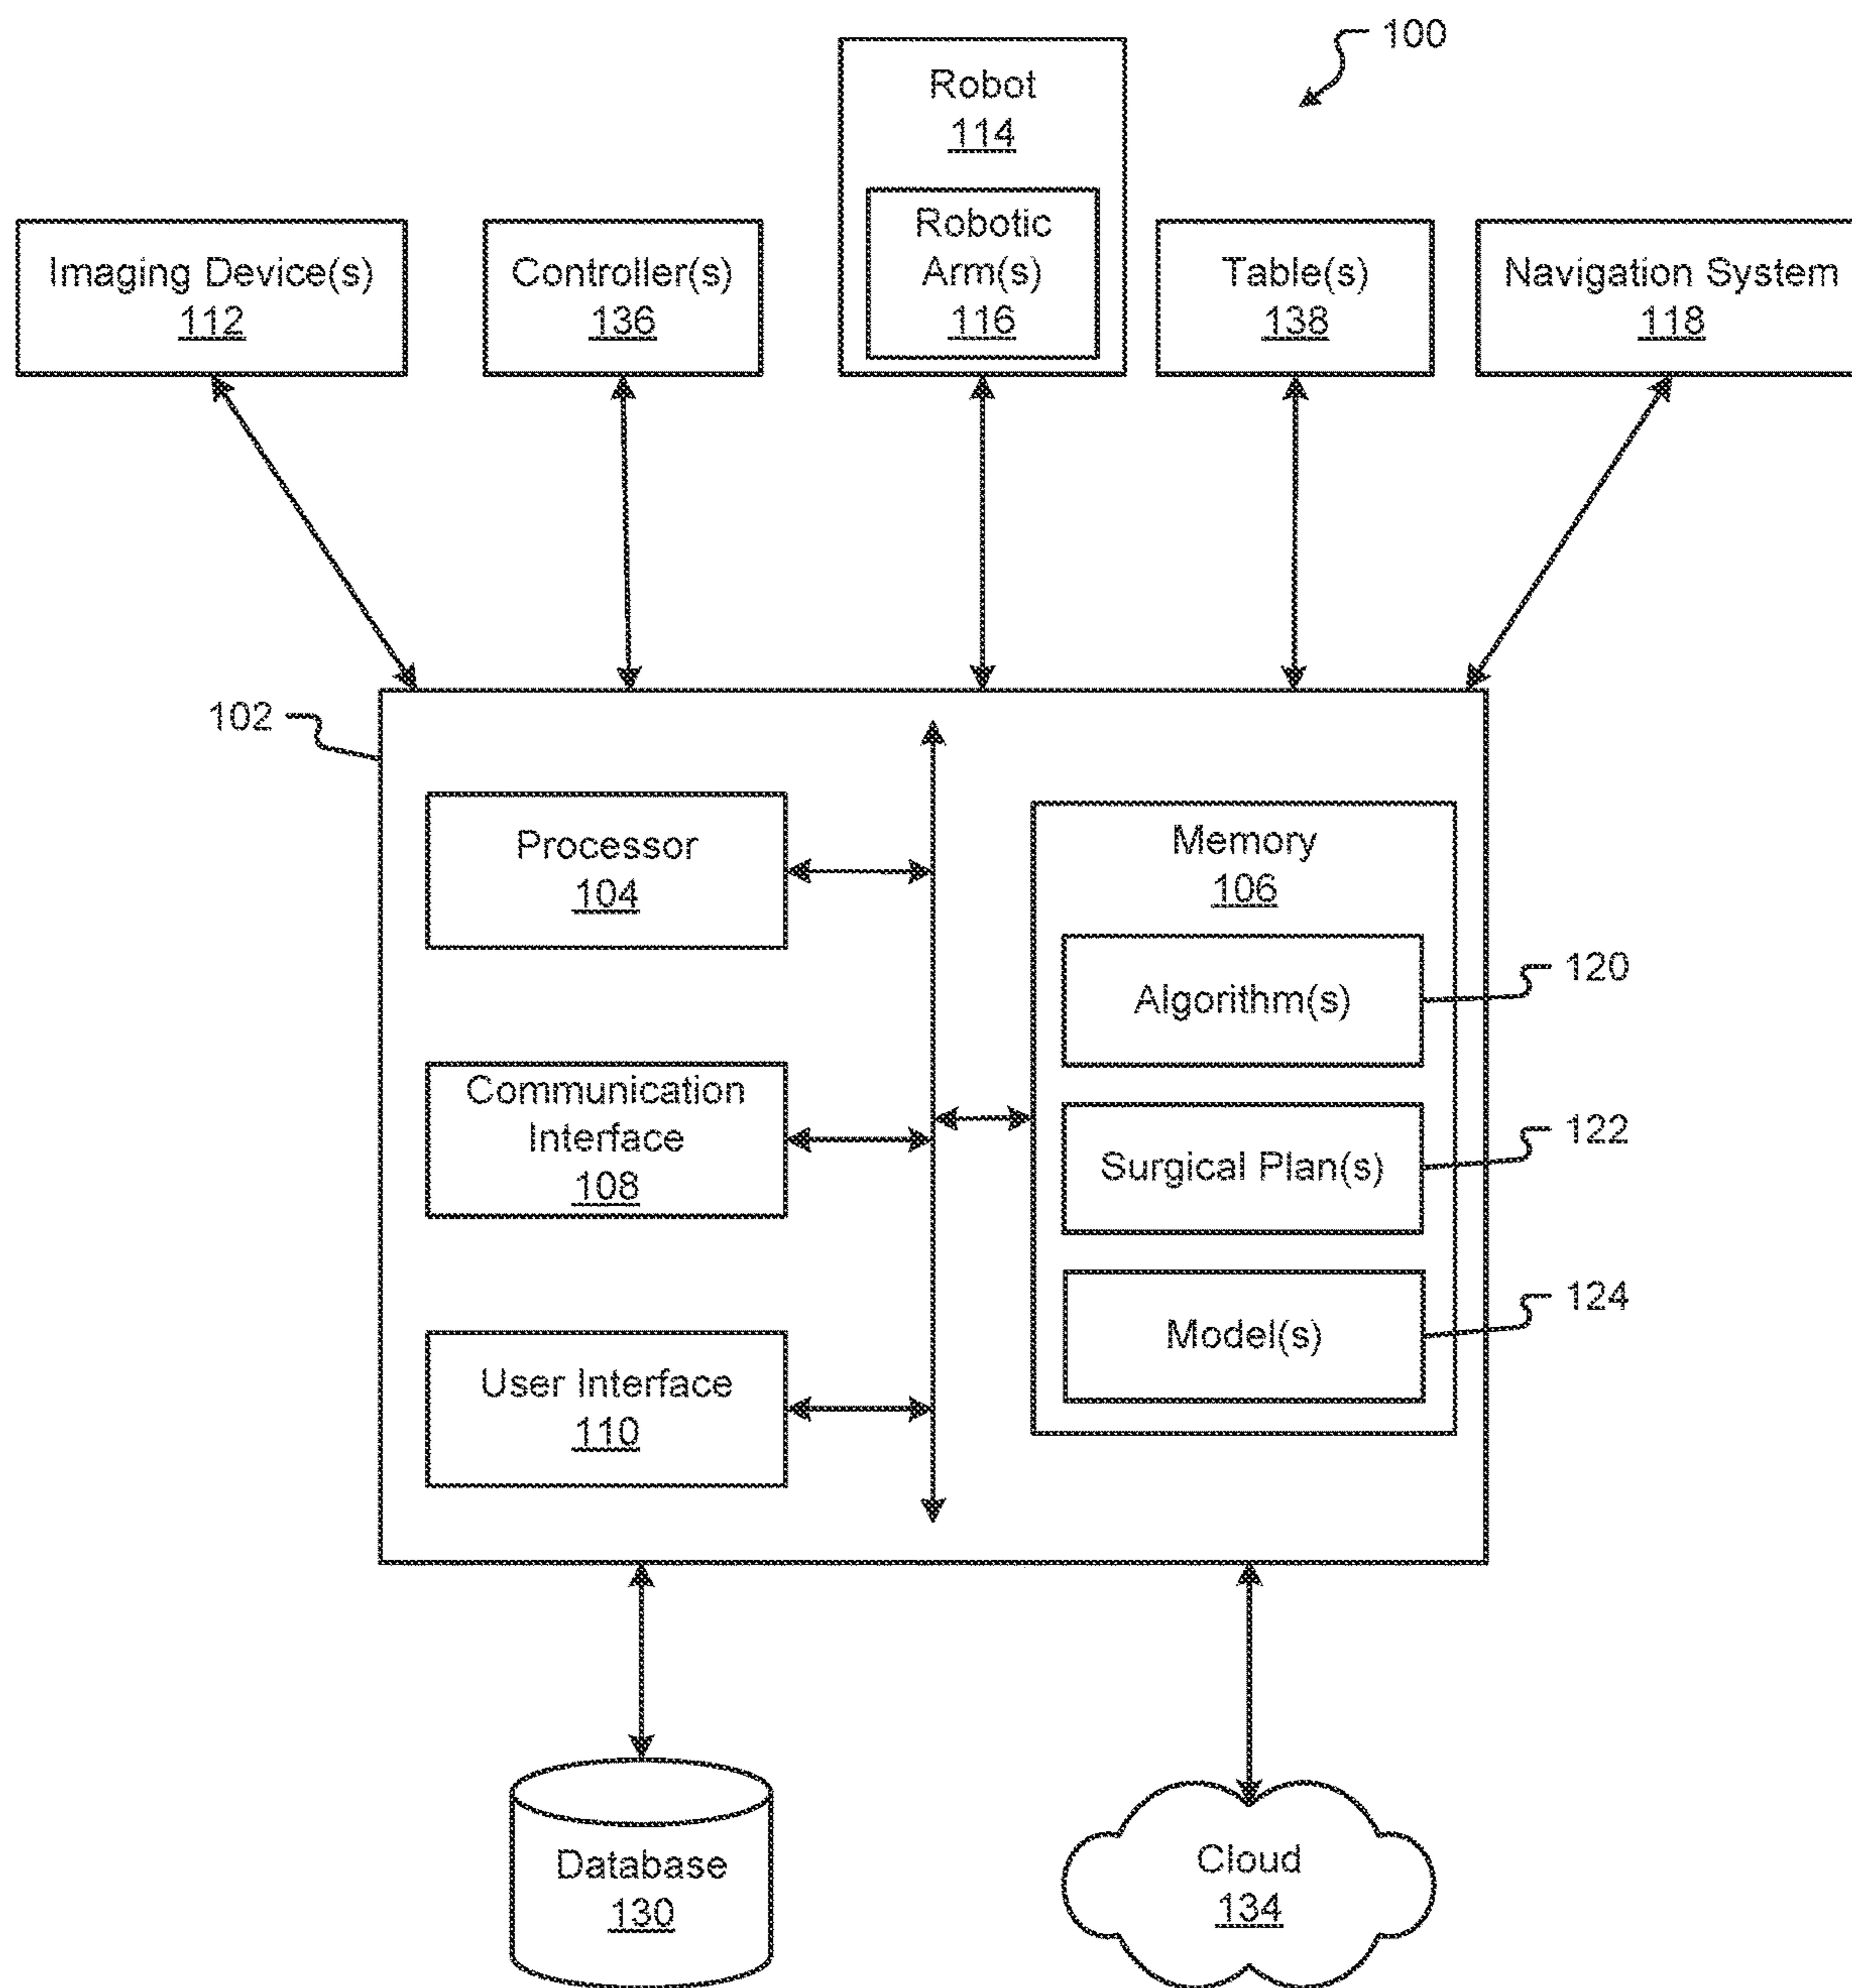 100
Robot
114
Robotic
Arm(s)
116
Imaging Device(s)
112
Controller(s)
136
Table(s)
138
Navigation System
118
102
Processor
104
Communication
Interface
108
User Interface
110
Memory
106
Algorithm(s)
120
Surgical Plan(s)
122
Model(s)
124
Database
130
Cloud
134